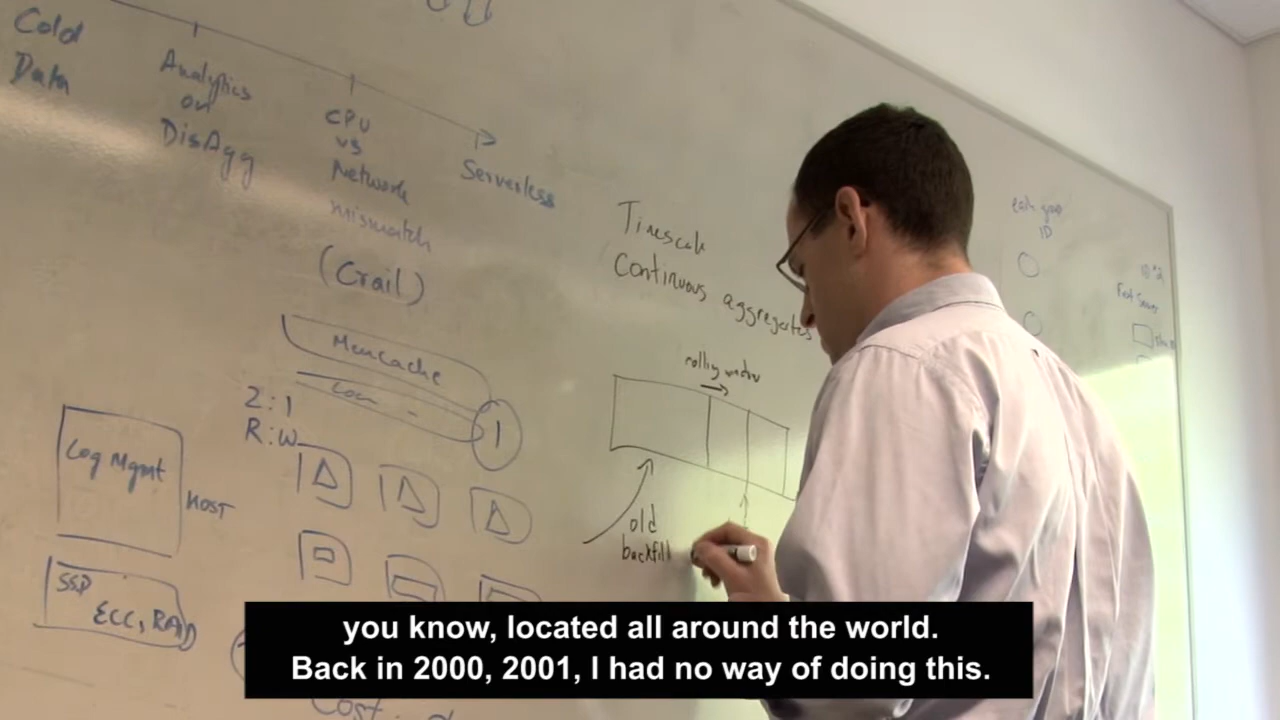 Cold
Data
Analytics
on
DisAgg
CPU
vs
Network
mismatch
Serverless
(Crail)
Memcache
2:1
R:W
1
Log Mgmt
HOST
SSD
ECC, RAID
Timescale
Continuous aggregates
rolling window
old
backfill
ID
you know, located all around the world.
Back in 2000, 2001, I had no way of doing this.